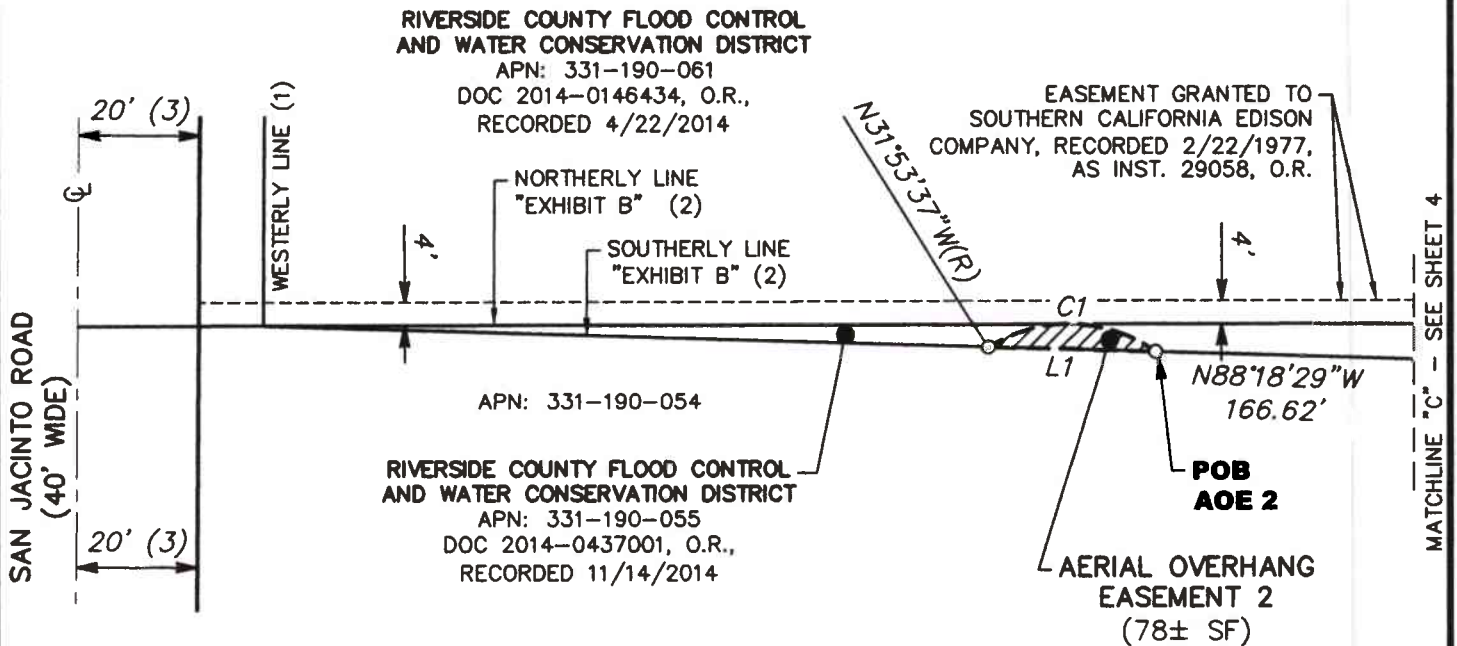 RIVERSIDE COUNTY FLOOD CONTROL
AND WATER CONSERVATION DISTRICT
APN: 331-190-061
DOC 2014-0146434, O.R.,
RECORDED 4/22/2014
20' (3)
WESTERLY LINE (1)
EASEMENT GRANTED TO
SOUTHERN CALIFORNIA EDISON
COMPANY, RECORDED 2/22/1977,
AS INST. 29058, O.R.
N31°53'37"W(R)
NORTHERLY LINE
"EXHIBIT B" (2)
SOUTHERLY LINE
"EXHIBIT B" (2)
4'
4'
C1
L1
N88°18'29"W
166.62'
SAN JACINTO ROAD
(40' WIDE)
APN: 331-190-054
RIVERSIDE COUNTY FLOOD CONTROL
AND WATER CONSERVATION DISTRICT
APN: 331-190-055
DOC 2014-0437001, O.R.,
RECORDED 11/14/2014
20' (3)
POB
AOE 2
AERIAL OVERHANG
EASEMENT 2
(78± SF)
MATCHLINE "C" - SEE SHEET 4